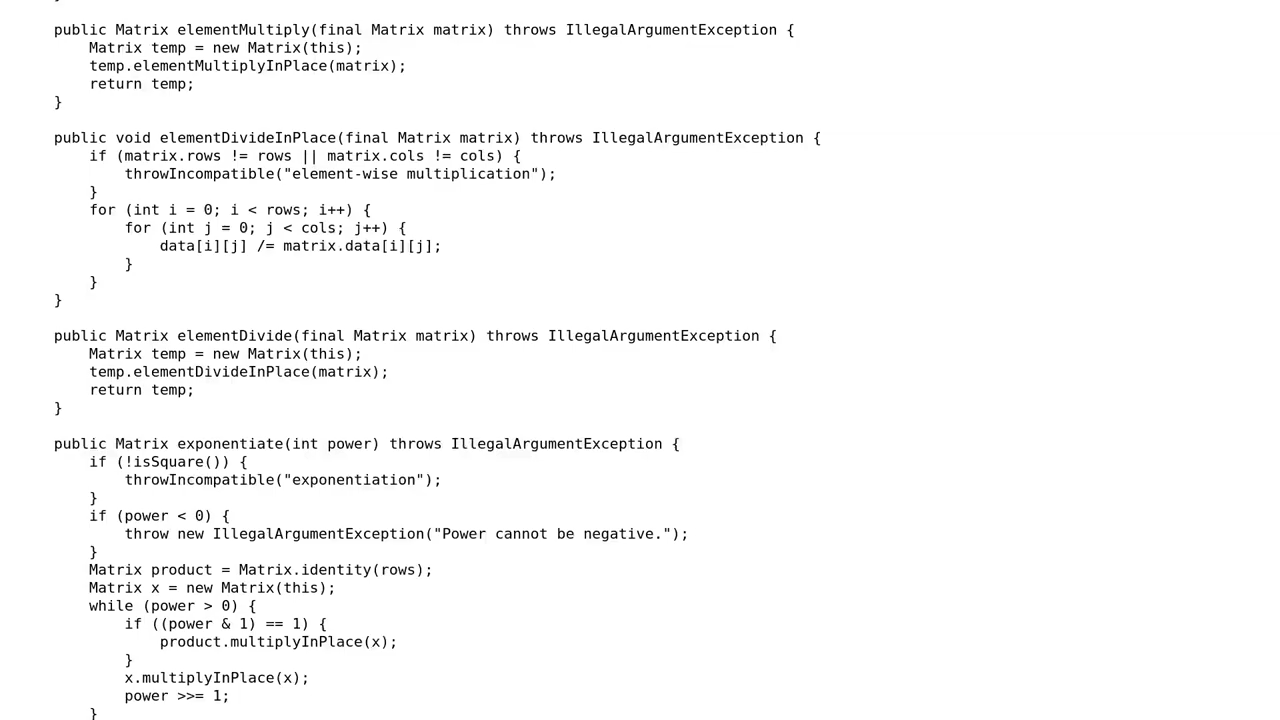 public Matrix elementMultiply(final Matrix matrix) throws IllegalArgumentException {
Matrix temp = new Matrix(this);
temp.elementMultiplyInPlace(matrix);
return temp;
}
public void elementDivideInPlace(final Matrix matrix) throws IllegalArgumentException {
if (matrix.rows != rows || matrix.cols != cols) {
throwIncompatible("element-wise multiplication");
}
for (int i = 0; i < rows; i++) {
for (int j = 0; j < cols; j++) {
data[i][j] /= matrix.data[i][j];
}
}
}
public Matrix elementDivide(final Matrix matrix) throws IllegalArgumentException {
Matrix temp = new Matrix(this);
temp.elementDivideInPlace(matrix);
return temp;
}
public Matrix exponentiate(int power) throws IllegalArgumentException {
if (!isSquare()) {
throwIncompatible("exponentiation");
}
if (power < 0) {
throw new IllegalArgumentException("Power cannot be negative.");
}
Matrix product = Matrix.identity(rows);
Matrix x = new Matrix(this);
while (power > 0) {
if ((power & 1) == 1) {
product.multiplyInPlace(x);
}
x.multiplyInPlace(x);
power >>= 1;
}